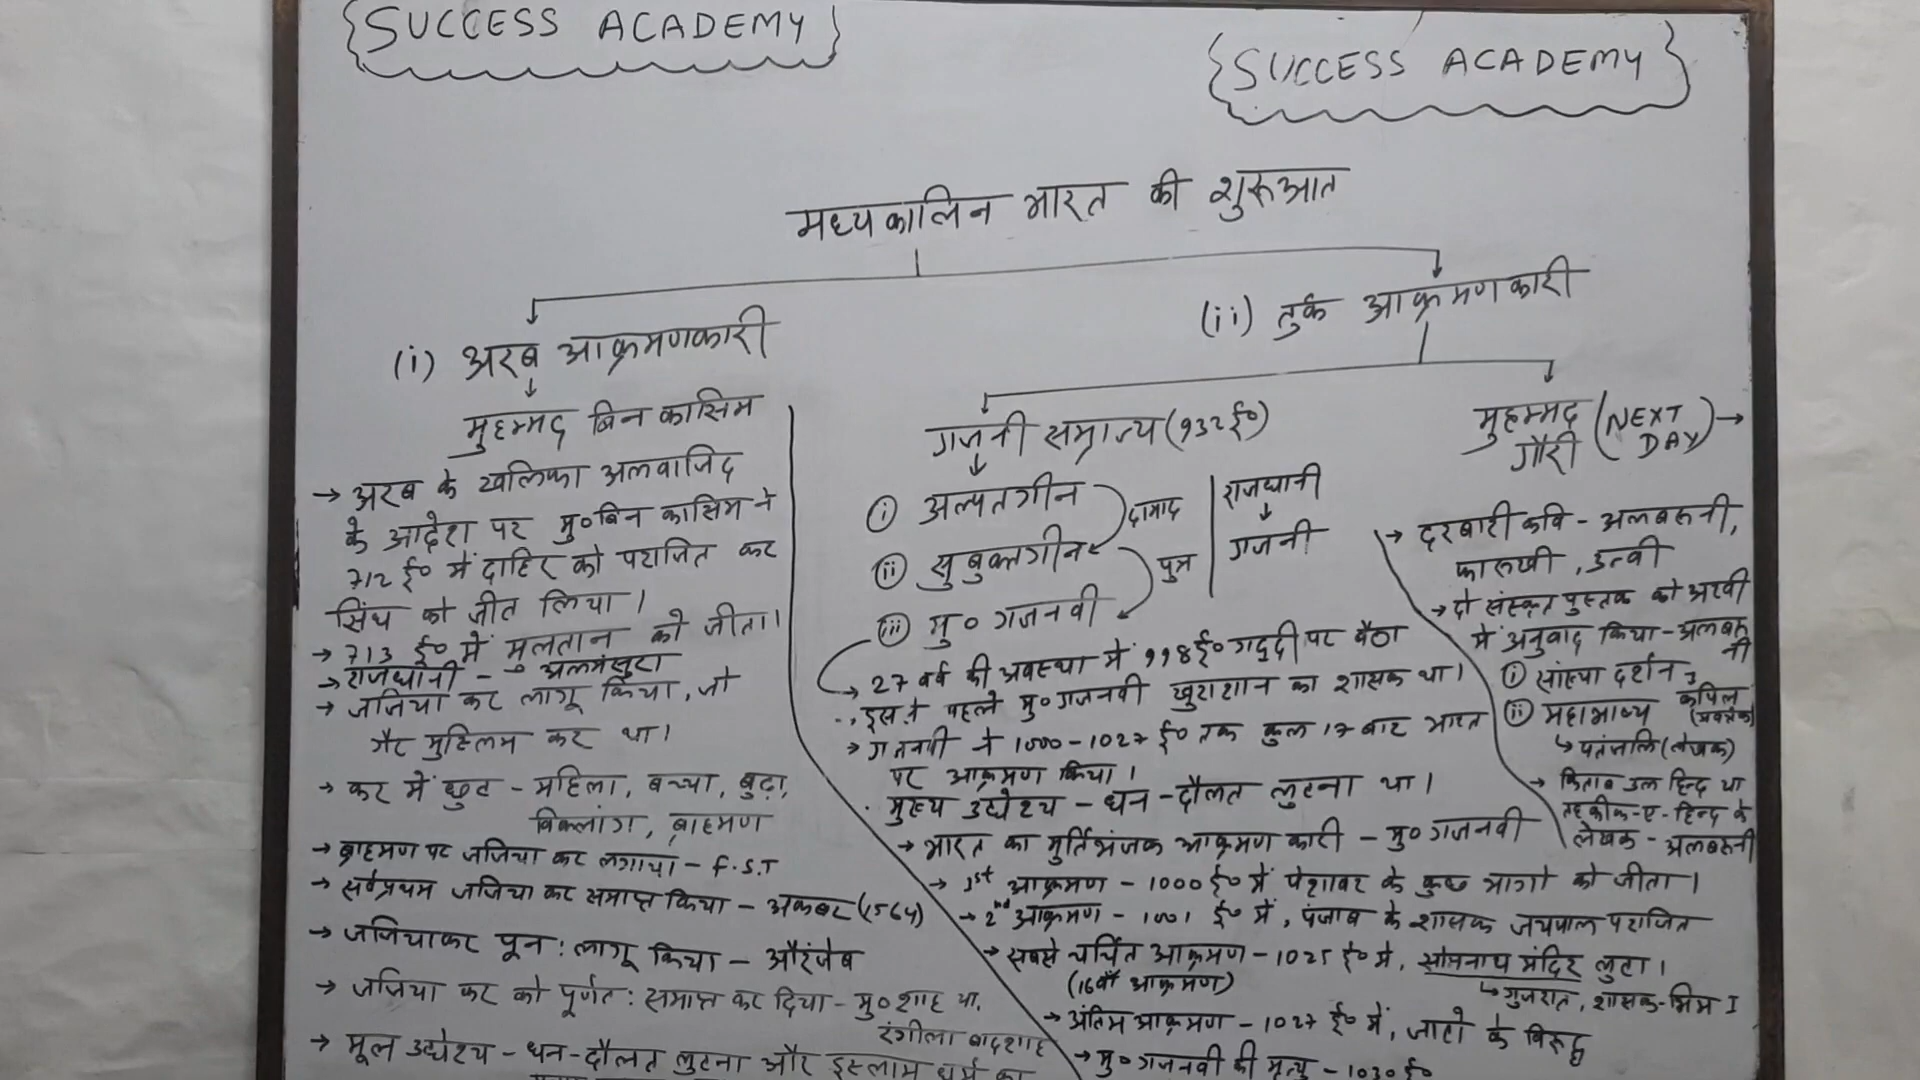 SUCCESS ACADEMY
SUCCESS ACADEMY
मध्यकालिन भारत की शुरूआत
(i) अरब आक्रमणकारी
मुहम्मद बिन कासिम
→ अरब के खलिफा अलवाजिद
के आदेश पर मु० बिन कासिम ने
712 ई० में दाहिर को पराजित कर
सिंध को जीत लिया।
→ 713 ई० में मुलतान को जीता।
→ राजधानी - अलमंसुरा
→ जजिया कर लागू किया, जो
गैर मुस्लिम कर था।
→ कर में छुट - महिला, बच्चा, बुढ़ा,
विकलांग, ब्राहमण
→ ब्राहमण पर जजिया कर लगाया - F.S.T
→ सर्वप्रथम जजिया कर समाप्त किया - अकबर (1564)
→ जजियाकर पून: लागू किया - औरंजेब
→ जजिया कर को पूर्णत: समाप्त कर दिया - मु० शाह या,
रंगीला बादशाह
→ मूल उद्येश्य - धन-दौलत लुटना और इस्लाम धर्म का
(ii) तुर्क आक्रमणकारी
गजनी सम्राज्य (932 ई०)
(i) अल्पतगीन
दामाद
(ii) सुबुक्तगीन
पुत्र
(iii) मु० गजनवी
राजधानी
↓
गजनी
→ 27 वर्ष की अवस्था में 998 ई० गद्दी पर बैठा
इसने पहले मु० गजनवी खुराशान का शासक था।
→ गजनवी ने 1000-1027 ई० तक कुल 17 बार भारत
पर आक्रमण किया।
मुख्य उद्येश्य - धन-दौलत लुटना था।
→ भारत का मुर्तिभंजक आक्रमण कारी - मु० गजनवी
→ 1st आक्रमण - 1000 ई० में पेशावर के कुछ भागो को जीता।
→ 2nd आक्रमण - 1001 ई० में, पंजाब के शासक जयपाल पराजित
→ सबसे चर्चित आक्रमण - 1025 ई० मे, सोमनाथ मंदिर लुटा।
(16वाँ आक्रमण)
↳ गुजरात, शासक-भिम I
→ अंतिम आक्रमण - 1027 ई० में, जाटो के विरूद्ध
→ मु० गजनवी की मृत्यु - 1030 ई०
मुहम्मद गौरी (NEXT DAY) →
→ दरबारी कवि - अलबरूनी,
फारूखी, उत्वी
→ दो संस्कृत पुस्तक को अरबी
में अनुवाद किया - अलबरूनी
(i) सांख्या दर्शन
कपिल (प्रवर्तक)
(ii) महाभाष्य
↳ पतंजलि (लेखक)
→ किताब उल हिन्द या
तहकीक-ए-हिन्द के
लेखक - अलबरूनी